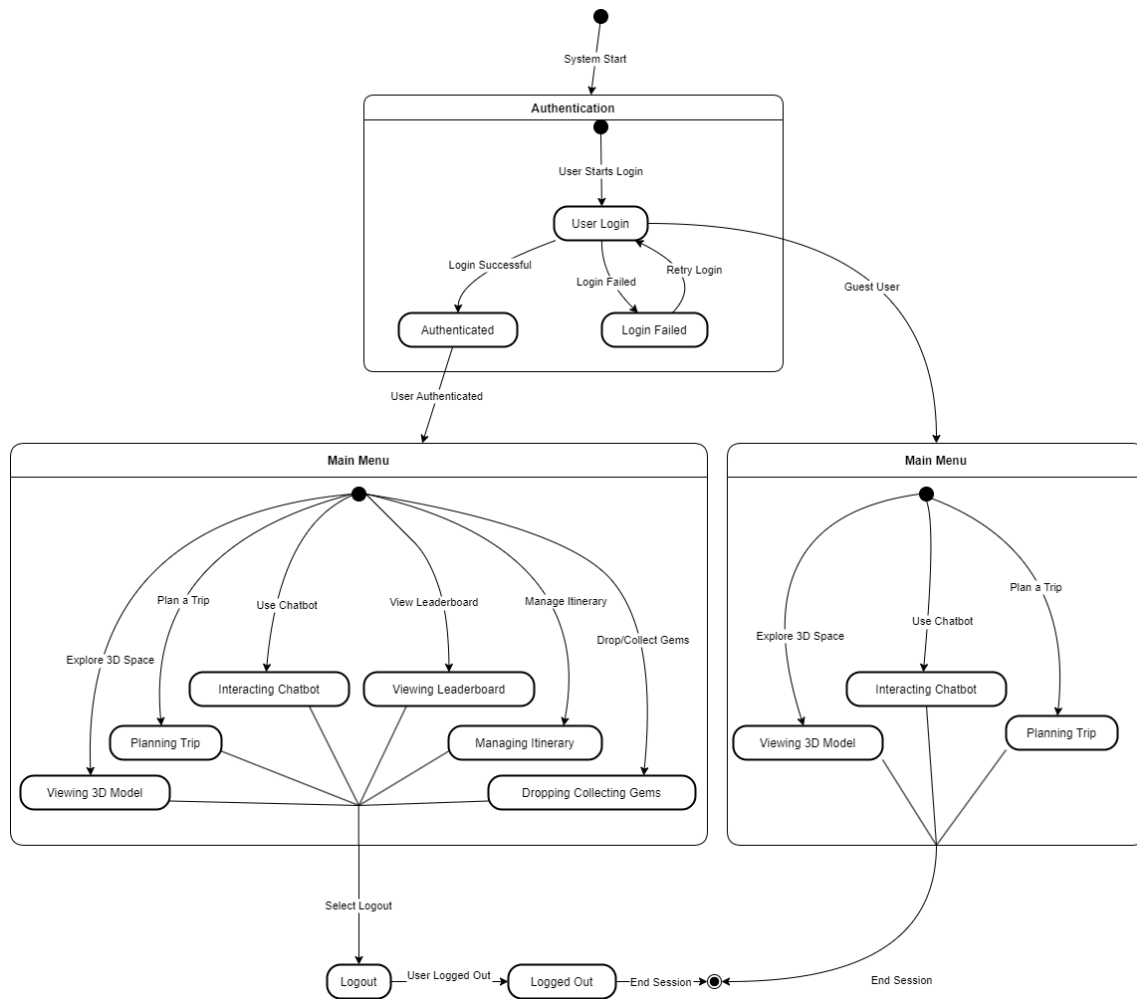 System Start
Authentication
User Starts Login
User Login
Login Successful
Retry Login
Login Failed
Guest User
Authenticated
Login Failed
User Authenticated
Main Menu
Plan a Trip
Use Chatbot
View Leaderboard
Manage Itinerary
Drop/Collect Gems
Explore 3D Space
Interacting Chatbot
Viewing Leaderboard
Planning Trip
Managing Itinerary
Viewing 3D Model
Dropping Collecting Gems
Main Menu
Plan a Trip
Use Chatbot
Explore 3D Space
Interacting Chatbot
Planning Trip
Viewing 3D Model
Select Logout
Logout
User Logged Out
Logged Out
End Session
End Session